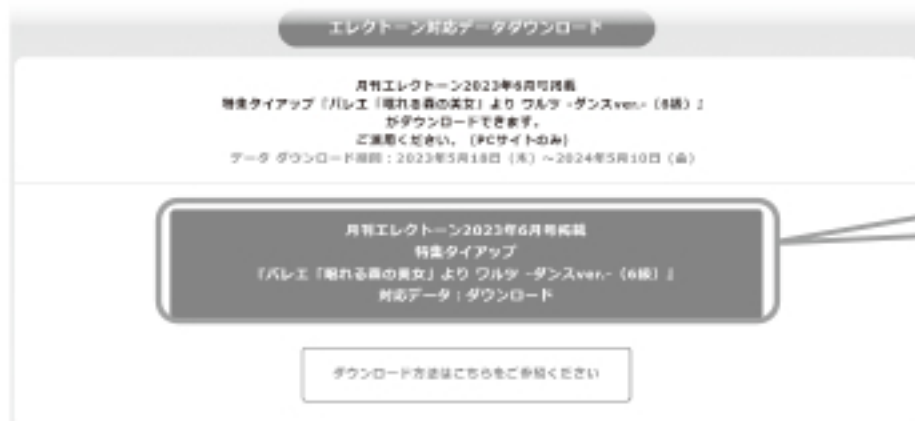 エレクトーン対応データダウンロード
月刊エレクトーン2023年6月号掲載
特集タイアップ『バレエ「眠れる森の美女」より ワルツ -ダンスver.-（6級）』
がダウンロードできます。
ご活用ください。（PCサイトのみ）
データ ダウンロード期間：2023年5月18日（木）～2024年5月10日（金）
月刊エレクトーン2023年6月号掲載
特集タイアップ
『バレエ「眠れる森の美女」より ワルツ -ダンスver.-（6級）』
対応データ：ダウンロード
ダウンロード方法はこちらをご参照ください